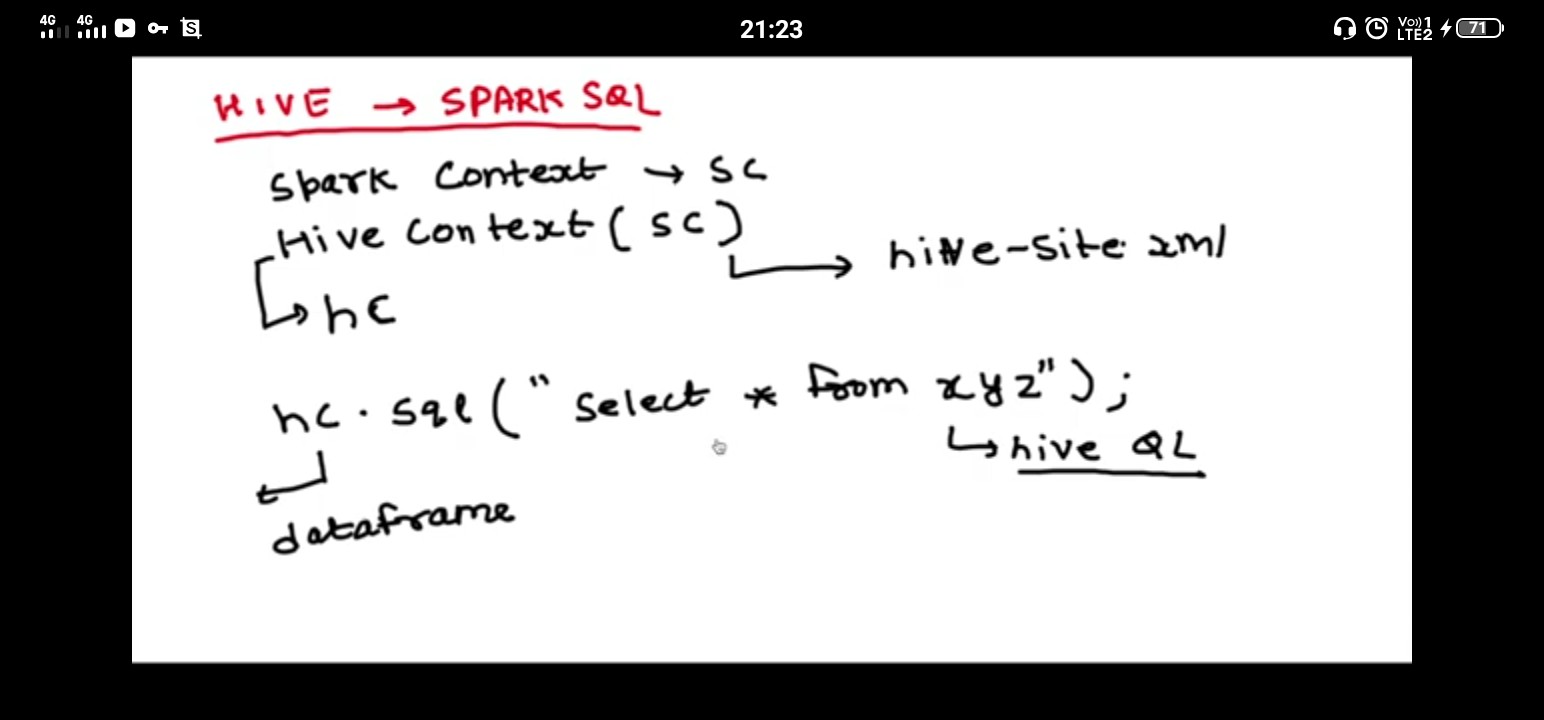 4G 4G 21:23 Vo)) 1 LTE2 71
HIVE → SPARK SQL
Spark Context → SC
Hive Context ( SC )
hive-site xml
hc
hc . sql ( " Select * from xyz" ) ;
hive QL
dataframe